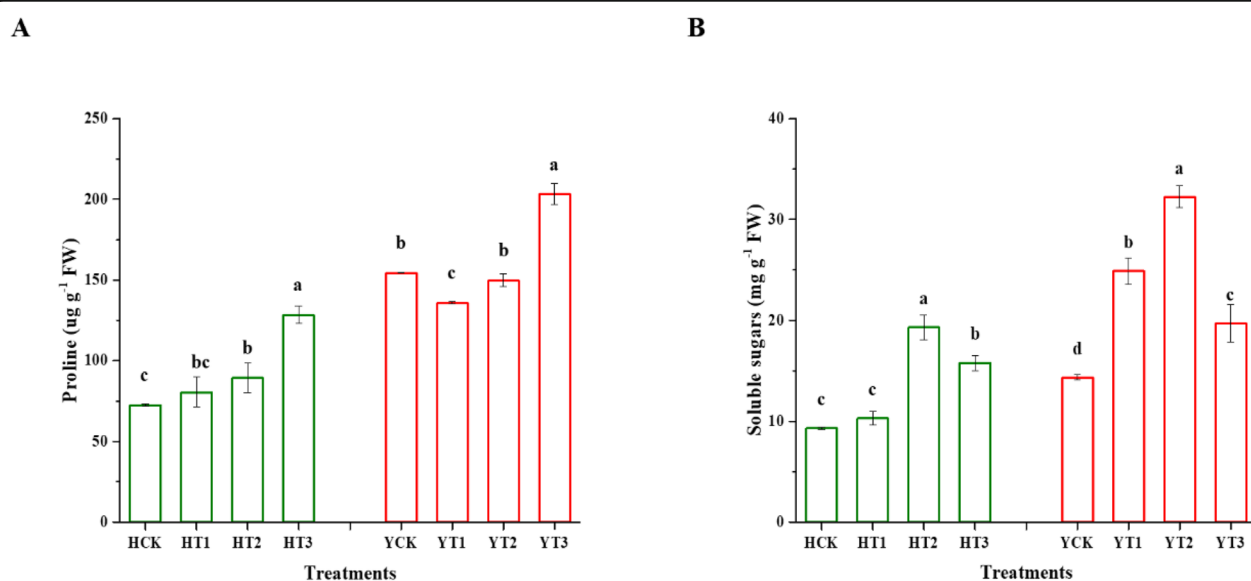 A
B
250
200
150
100
50
0
Proline (ug g⁻¹ FW)
c
bc
b
a
b
c
b
a
HCK HT1 HT2 HT3 YCK YT1 YT2 YT3
Treatments
40
30
20
10
0
Soluble sugars (mg g⁻¹ FW)
c
c
a
b
d
b
a
c
HCK HT1 HT2 HT3 YCK YT1 YT2 YT3
Treatments